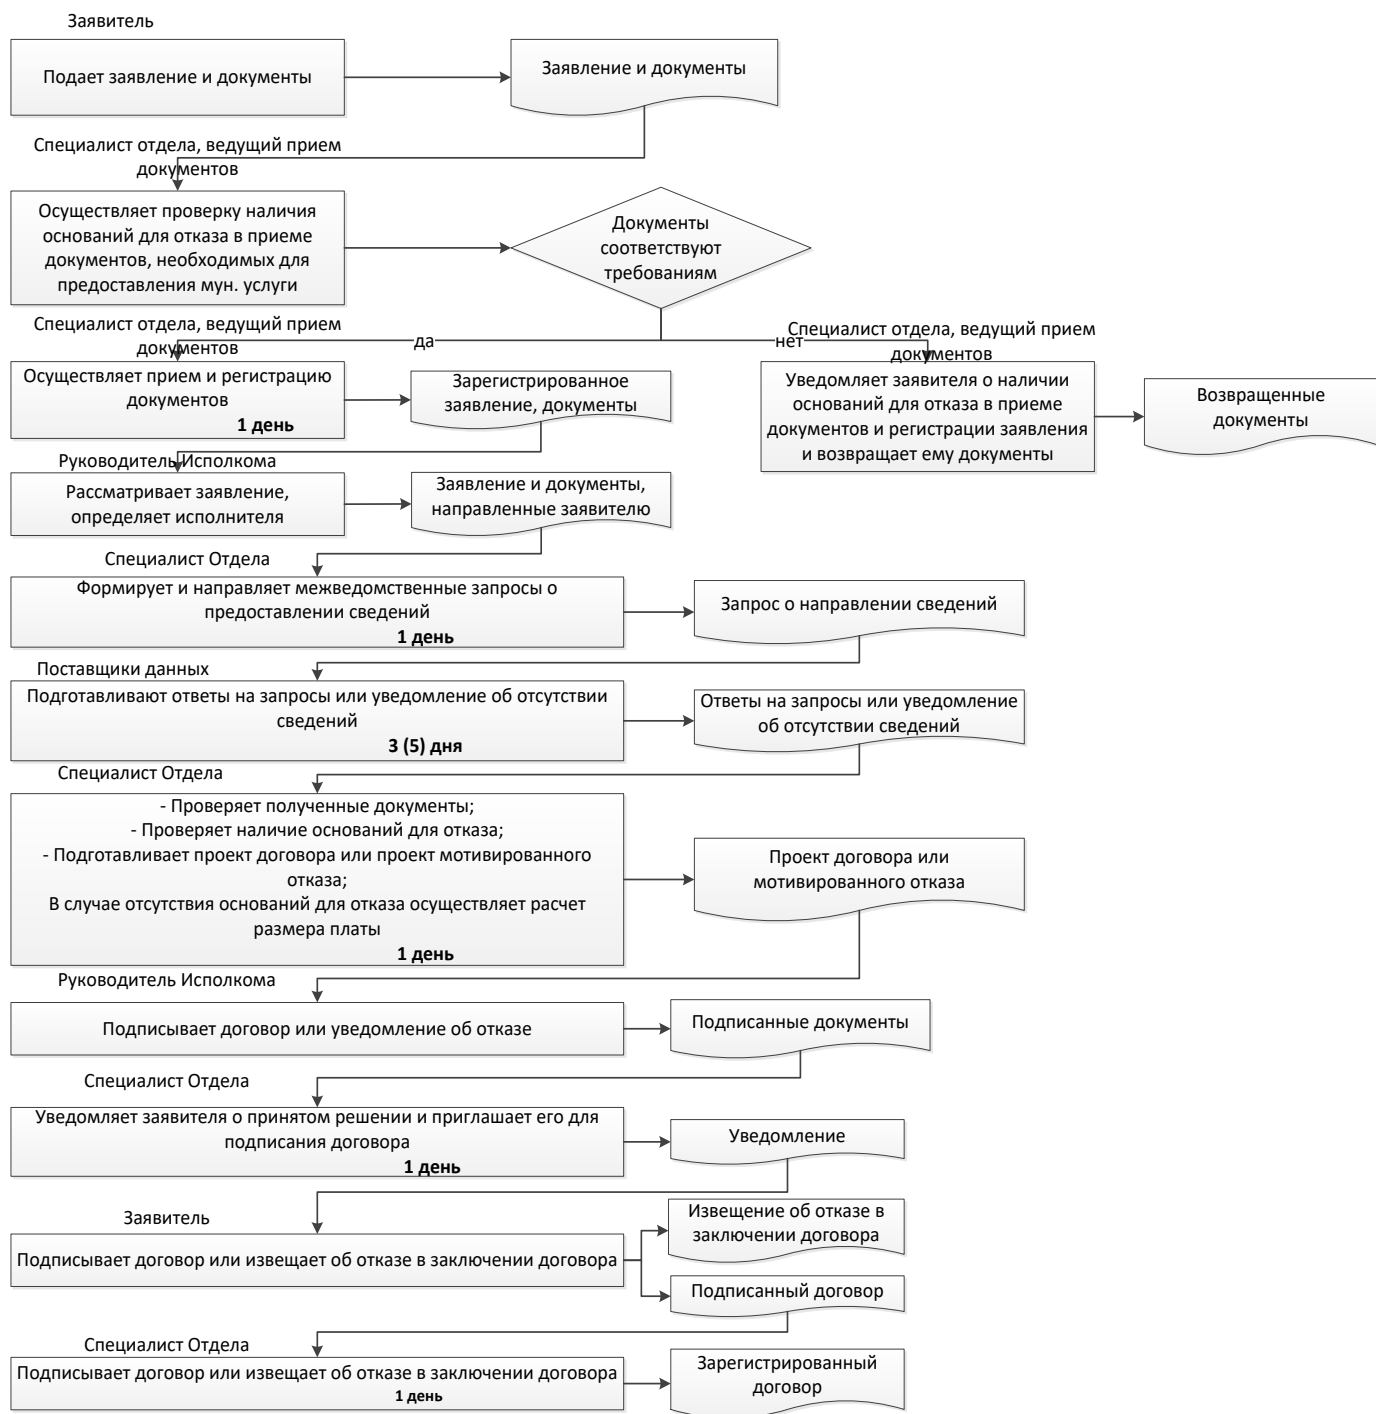 Заявитель
Подает заявление и документы
Заявление и документы
Специалист отдела, ведущий прием
документов
Осуществляет проверку наличия
оснований для отказа в приеме
документов, необходимых для
предоставления мун. услуги
Документы
соответствуют
требованиям
Специалист отдела, ведущий прием
документов
да
нет
Специалист отдела, ведущий прием
документов
Осуществляет прием и регистрацию
документов
1 день
Зарегистрированное
заявление, документы
Уведомляет заявителя о наличии
оснований для отказа в приеме
документов и регистрации заявления
и возвращает ему документы
Возвращенные
документы
Руководитель Исполкома
Рассматривает заявление,
определяет исполнителя
Заявление и документы,
направленные заявителю
Специалист Отдела
Формирует и направляет межведомственные запросы о
предоставлении сведений
1 день
Запрос о направлении сведений
Поставщики данных
Подготавливают ответы на запросы или уведомление об отсутствии
сведений
3 (5) дня
Ответы на запросы или уведомление
об отсутствии сведений
Специалист Отдела
- Проверяет полученные документы;
- Проверяет наличие оснований для отказа;
- Подготавливает проект договора или проект мотивированного
отказа;
В случае отсутствия оснований для отказа осуществляет расчет
размера платы
1 день
Проект договора или
мотивированного отказа
Руководитель Исполкома
Подписывает договор или уведомление об отказе
Подписанные документы
Специалист Отдела
Уведомляет заявителя о принятом решении и приглашает его для
подписания договора
1 день
Уведомление
Заявитель
Подписывает договор или извещает об отказе в заключении договора
Извещение об отказе в
заключении договора
Подписанный договор
Специалист Отдела
Подписывает договор или извещает об отказе в заключении договора
1 день
Зарегистрированный
договор